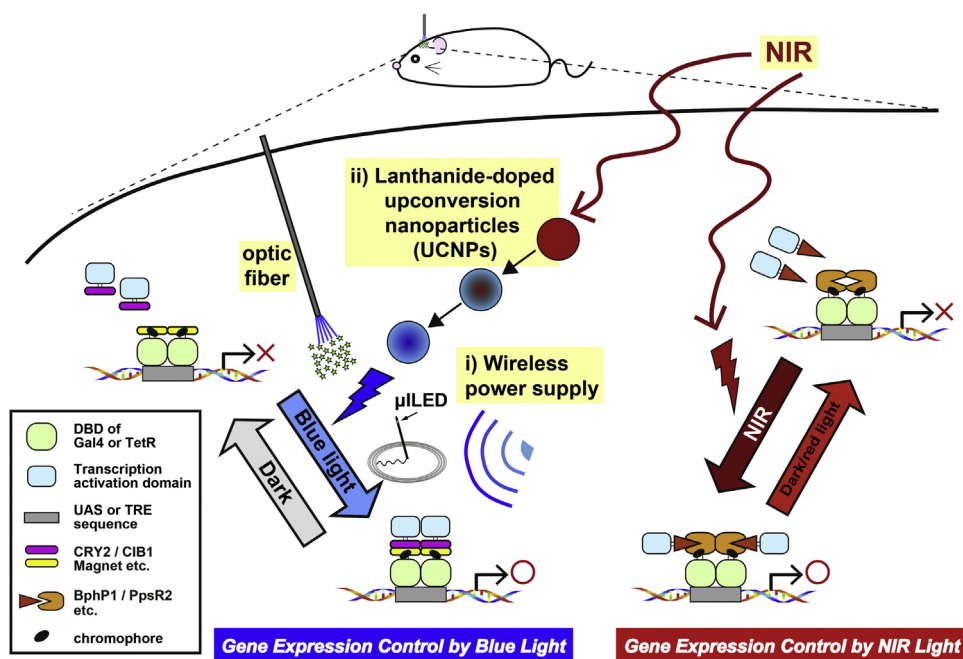 NIR
ii) Lanthanide-doped
upconversion
nanoparticles
(UCNPs)
optic
fiber
i) Wireless
power supply
μILED
Blue light
Dark
NIR
Dark/red light
DBD of
Gal4 or TetR
Transcription
activation domain
UAS or TRE
sequence
CRY2 / CIB1
Magnet etc.
BphP1 / PpsR2
etc.
chromophore
Gene Expression Control by Blue Light
Gene Expression Control by NIR Light